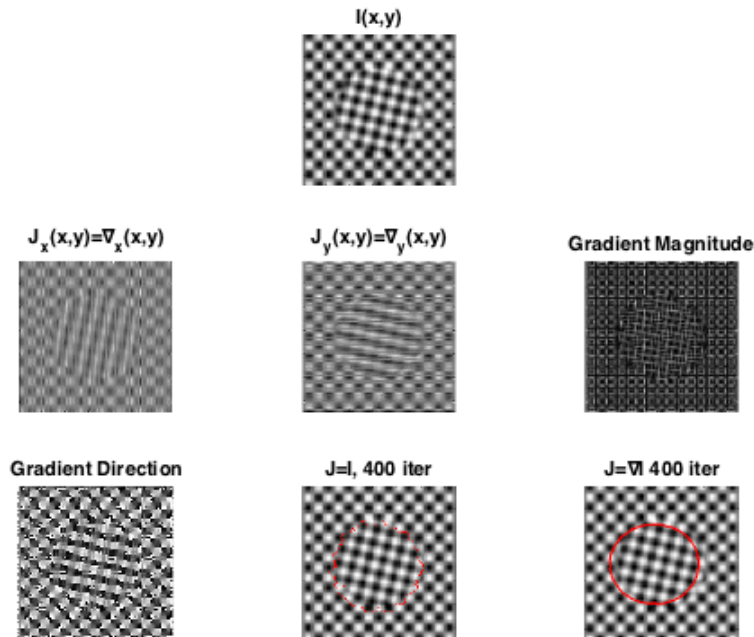 I(x,y)
J_x(x,y)=∇_x(x,y)
J_y(x,y)=∇_y(x,y)
Gradient Magnitude
Gradient Direction
J=I, 400 iter
J=∇I 400 iter